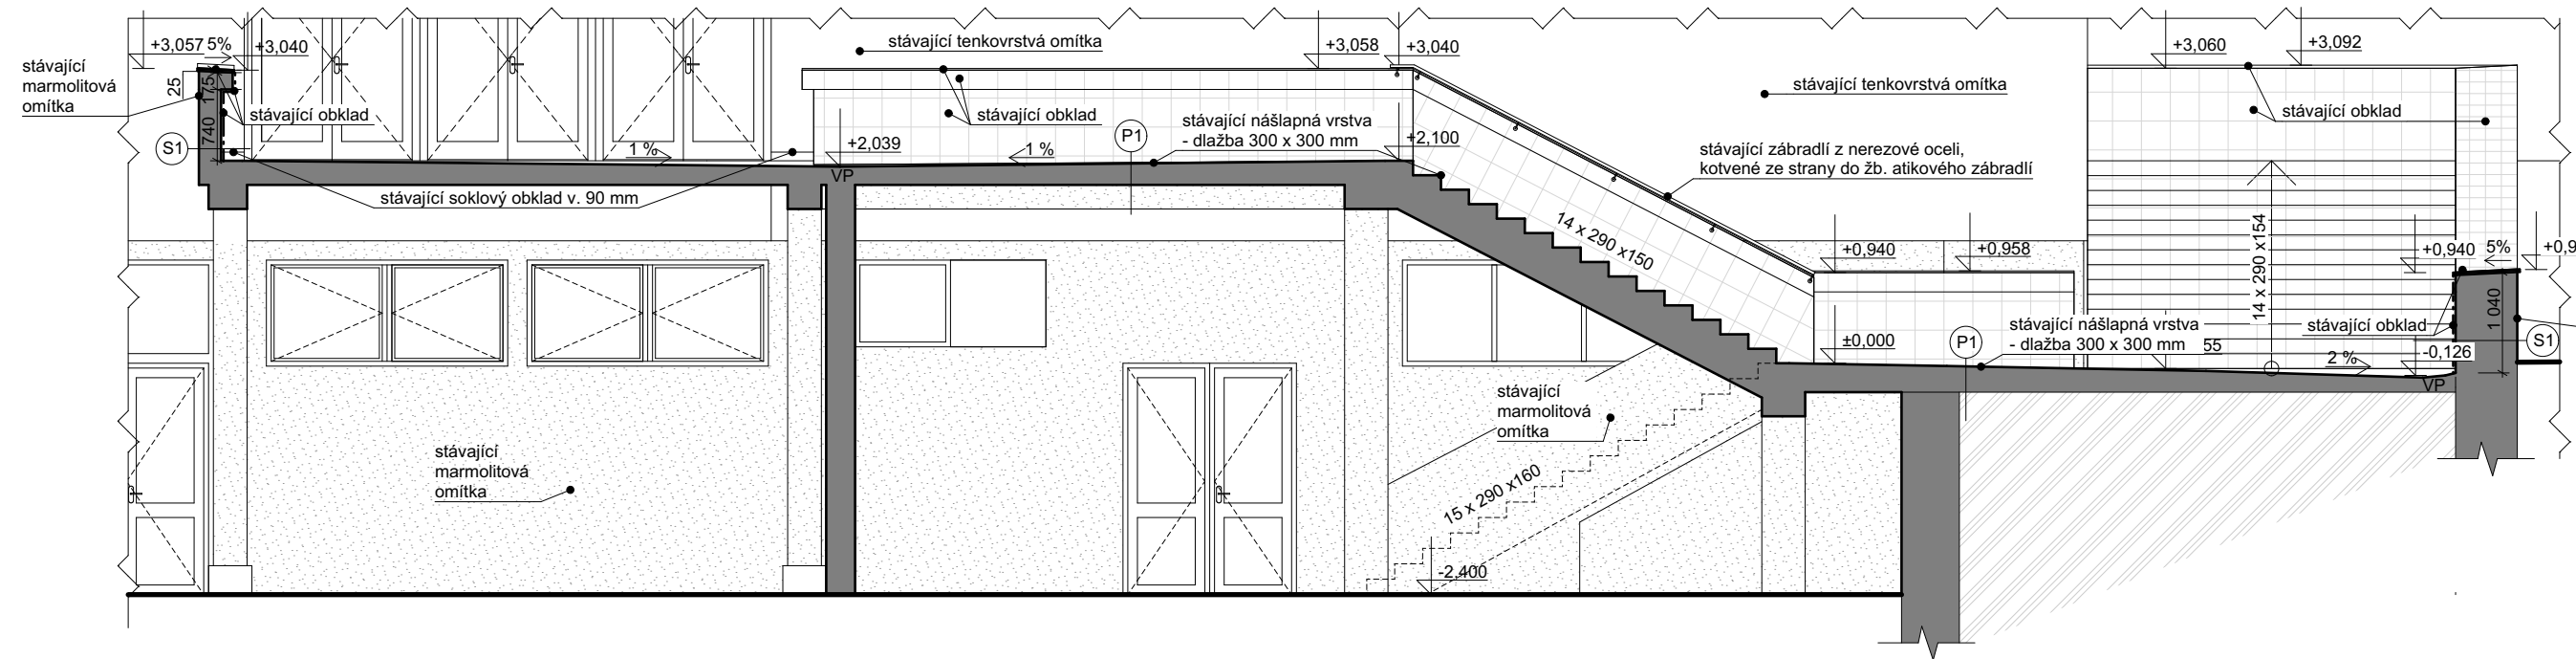 +3,057
5%
+3,040
stávající tenkovrstvá omítka
+3,058
+3,040
+3,060
+3,092
stávající
marmolitová
omítka
25
17,5
740
stávající obklad
stávající obklad
stávající nášlapná vrstva
- dlažba 300 x 300 mm
stávající tenkovrstvá omítka
stávající obklad
S1
P1
1 %
+2,039
1 %
+2,100
VP
stávající zábradlí z nerezové oceli,
kotvené ze strany do žb. atikového zábradlí
stávající soklový obklad v. 90 mm
14 x 290 x150
14 x 290 x154
+0,940
+0,958
+0,940
5%
+0,9
1 040
±0,000
P1
stávající nášlapná vrstva
- dlažba 300 x 300 mm
55
stávající obklad
2 %
-0,126
VP
S1
stávající
marmolitová
omítka
stávající
marmolitová
omítka
15 x 290 x160
-2,400